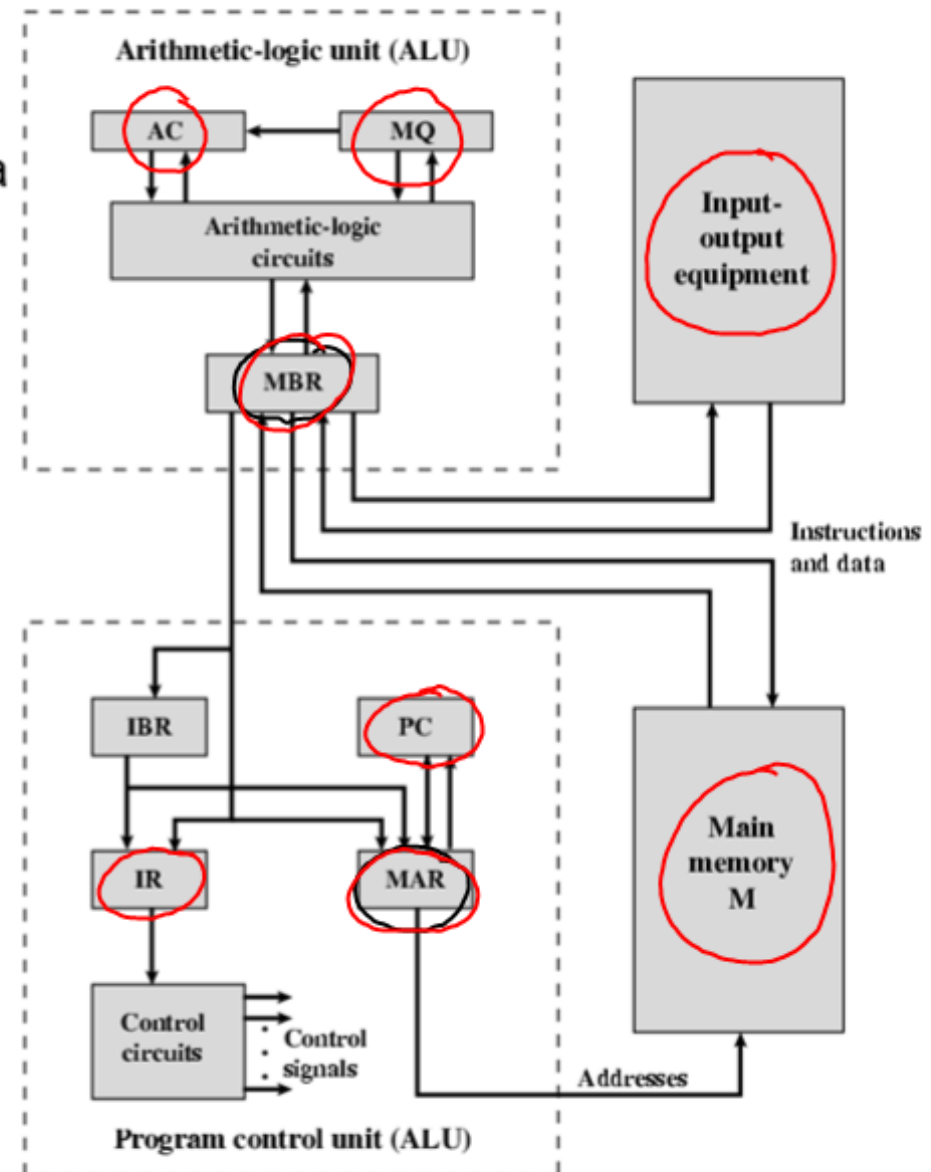 Arithmetic-logic unit (ALU)
AC
MQ
a
Arithmetic-logic
circuits
Input-
output
equipment
MBR
Instructions
and data
IBR
PC
IR
MAR
Main
memory
M
Control
circuits
Control
signals
Addresses
Program control unit (ALU)